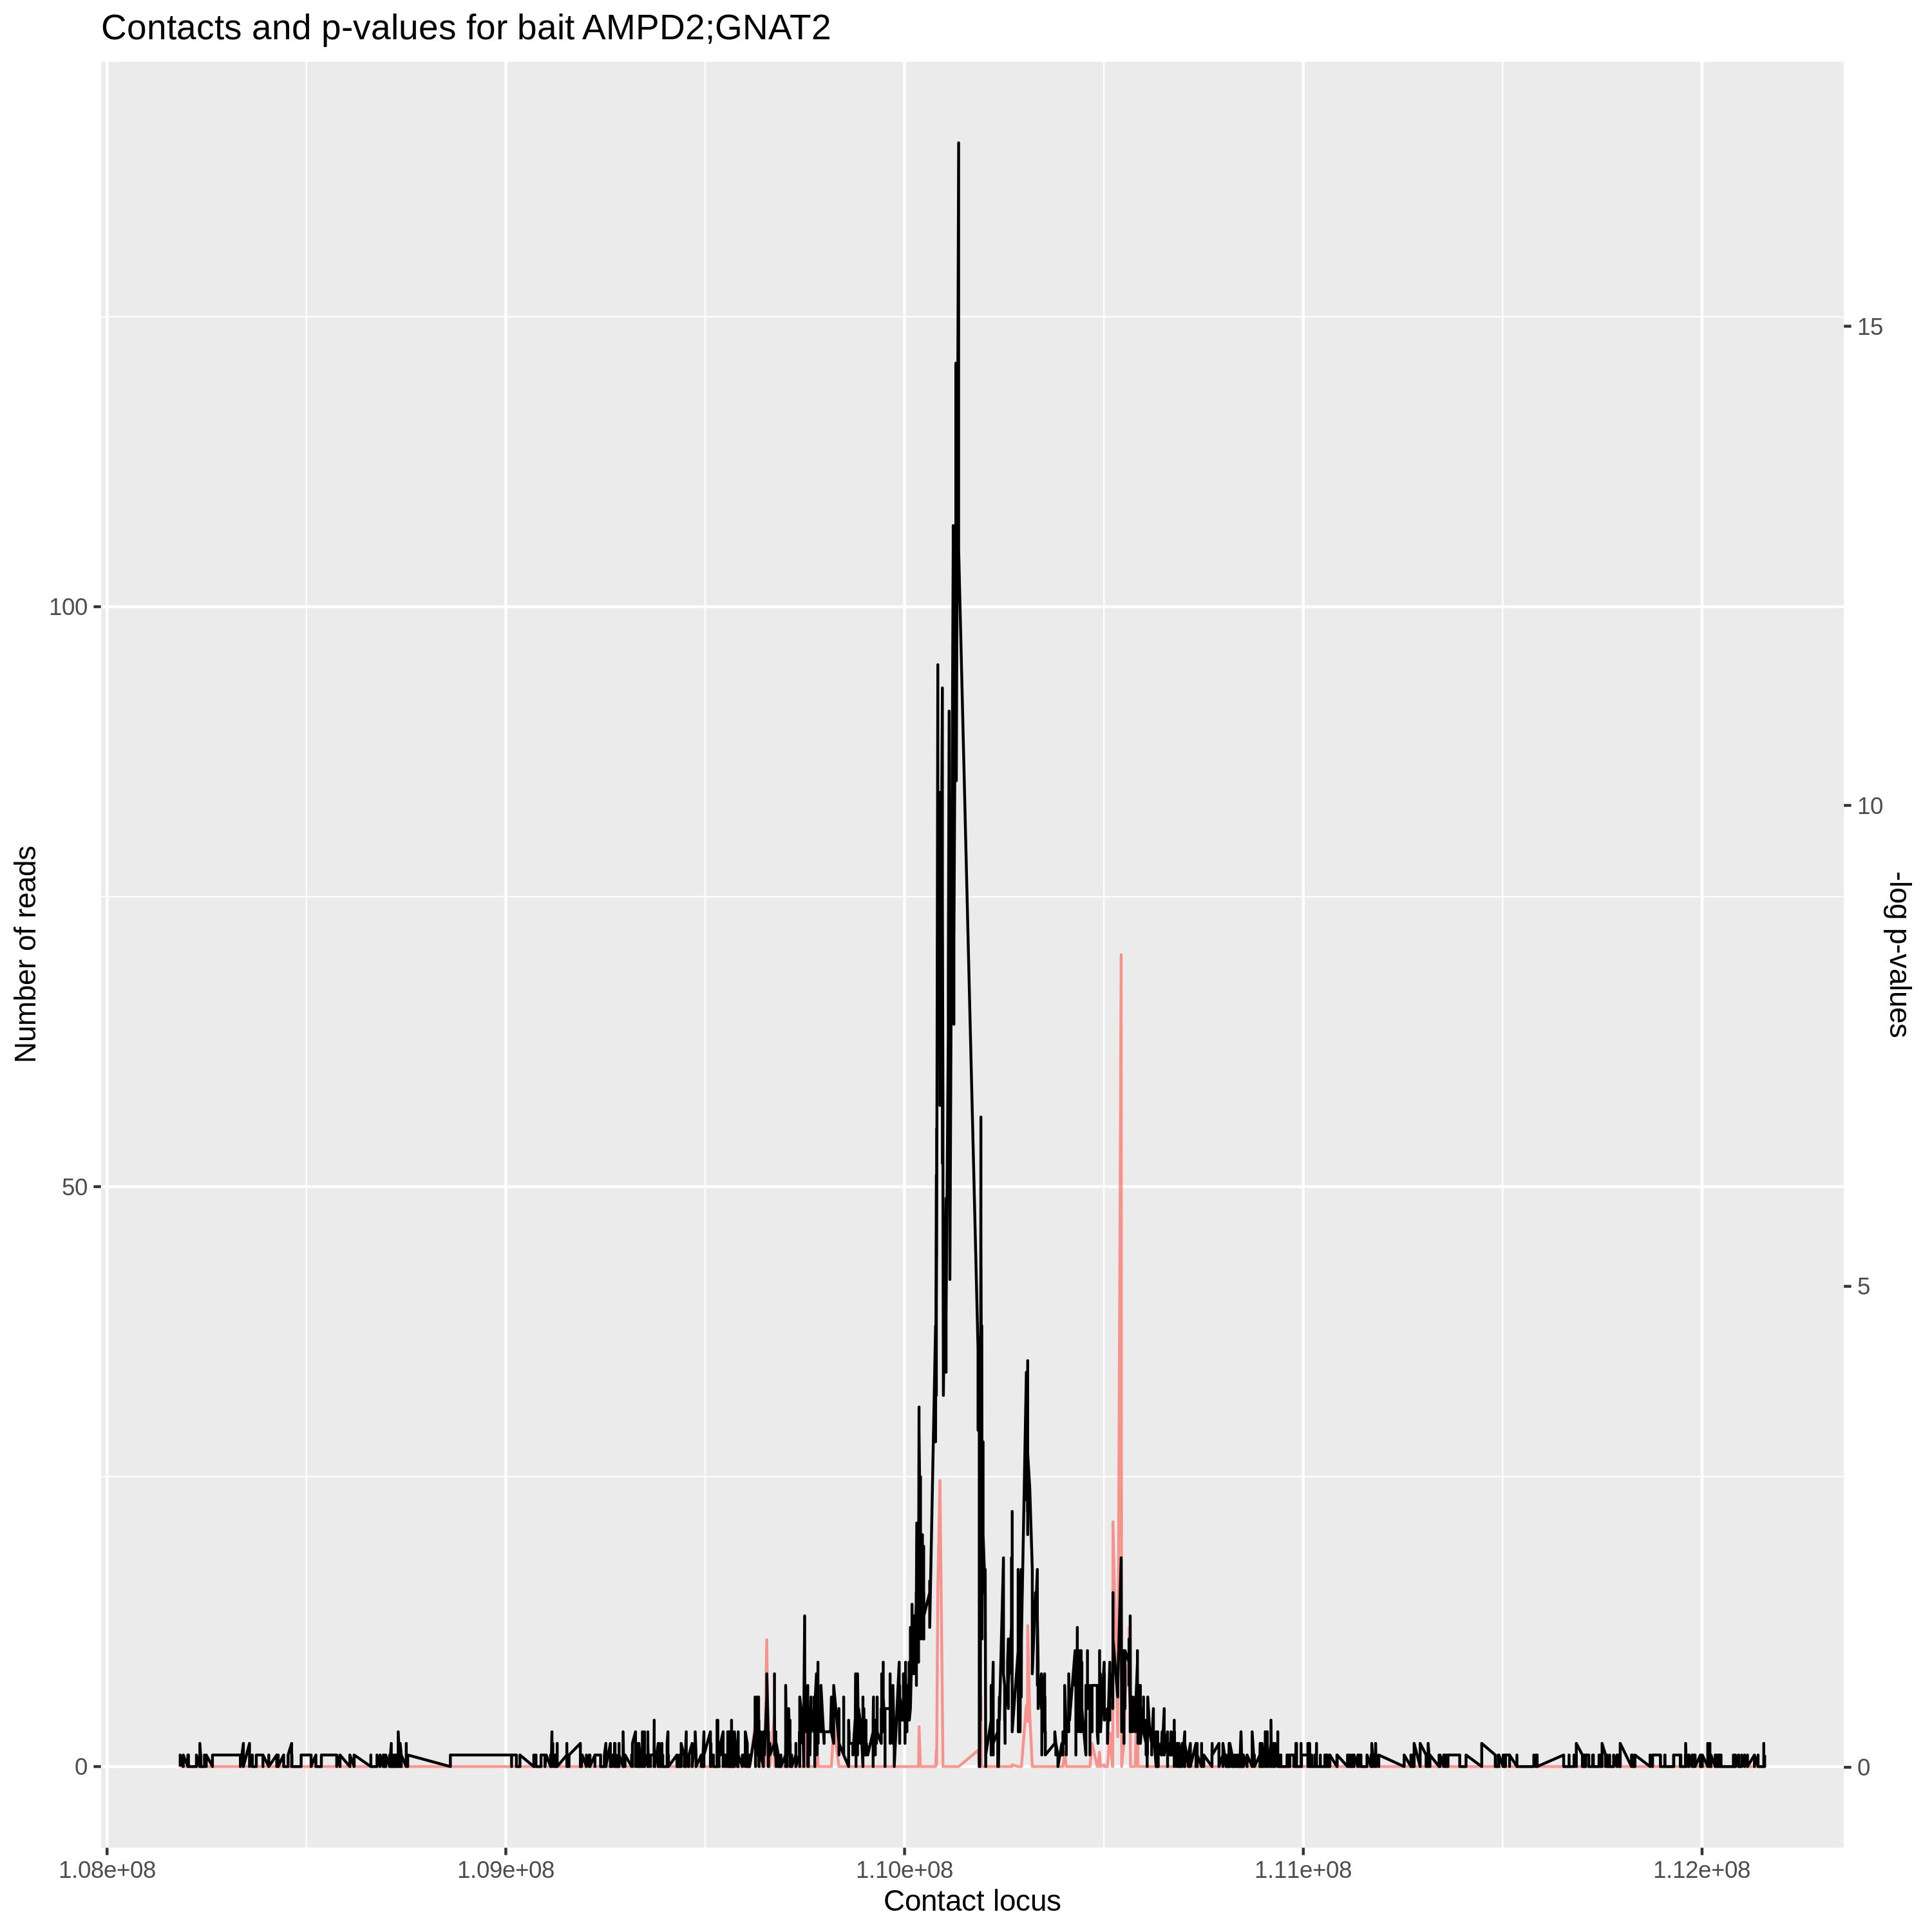 Contacts and p-values for bait AMPD2;GNAT2
Number of reads
100
50
0
15
10
5
0
-log p-values
1.08e+08 1.09e+08 1.10e+08 1.11e+08 1.12e+08
Contact locus